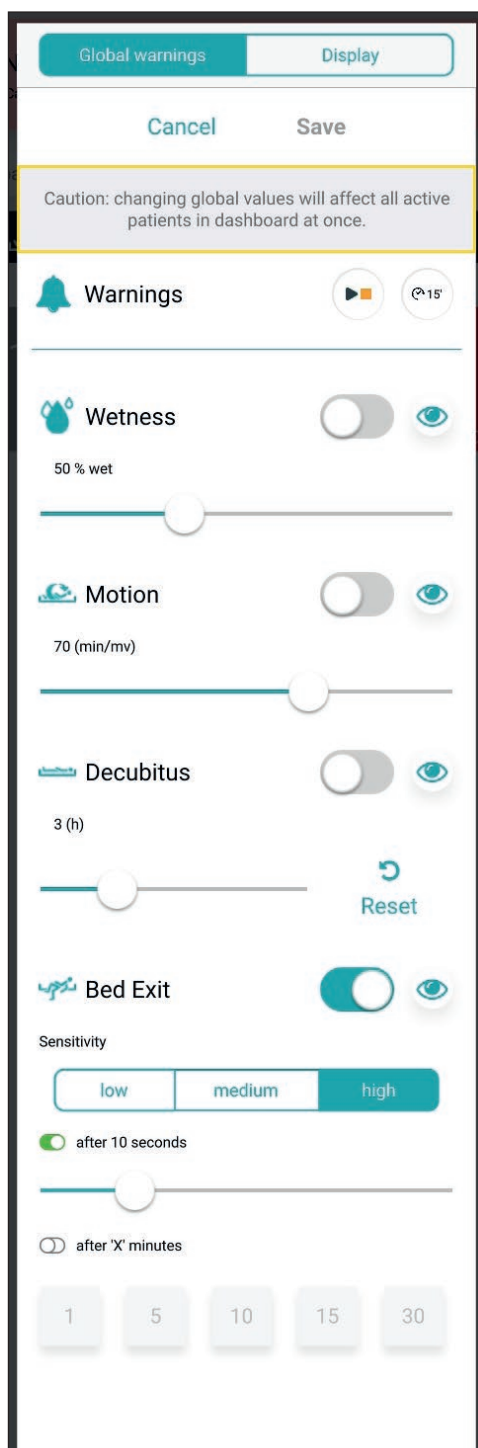 Global warnings
Display
Cancel
Save
Caution: changing global values will affect all active
patients in dashboard at once.
Warnings
15'
Wetness
50 % wet
Motion
70 (min/mv)
Decubitus
3 (h)
Reset
Bed Exit
Sensitivity
low
medium
high
after 10 seconds
after 'X' minutes
1
5
10
15
30